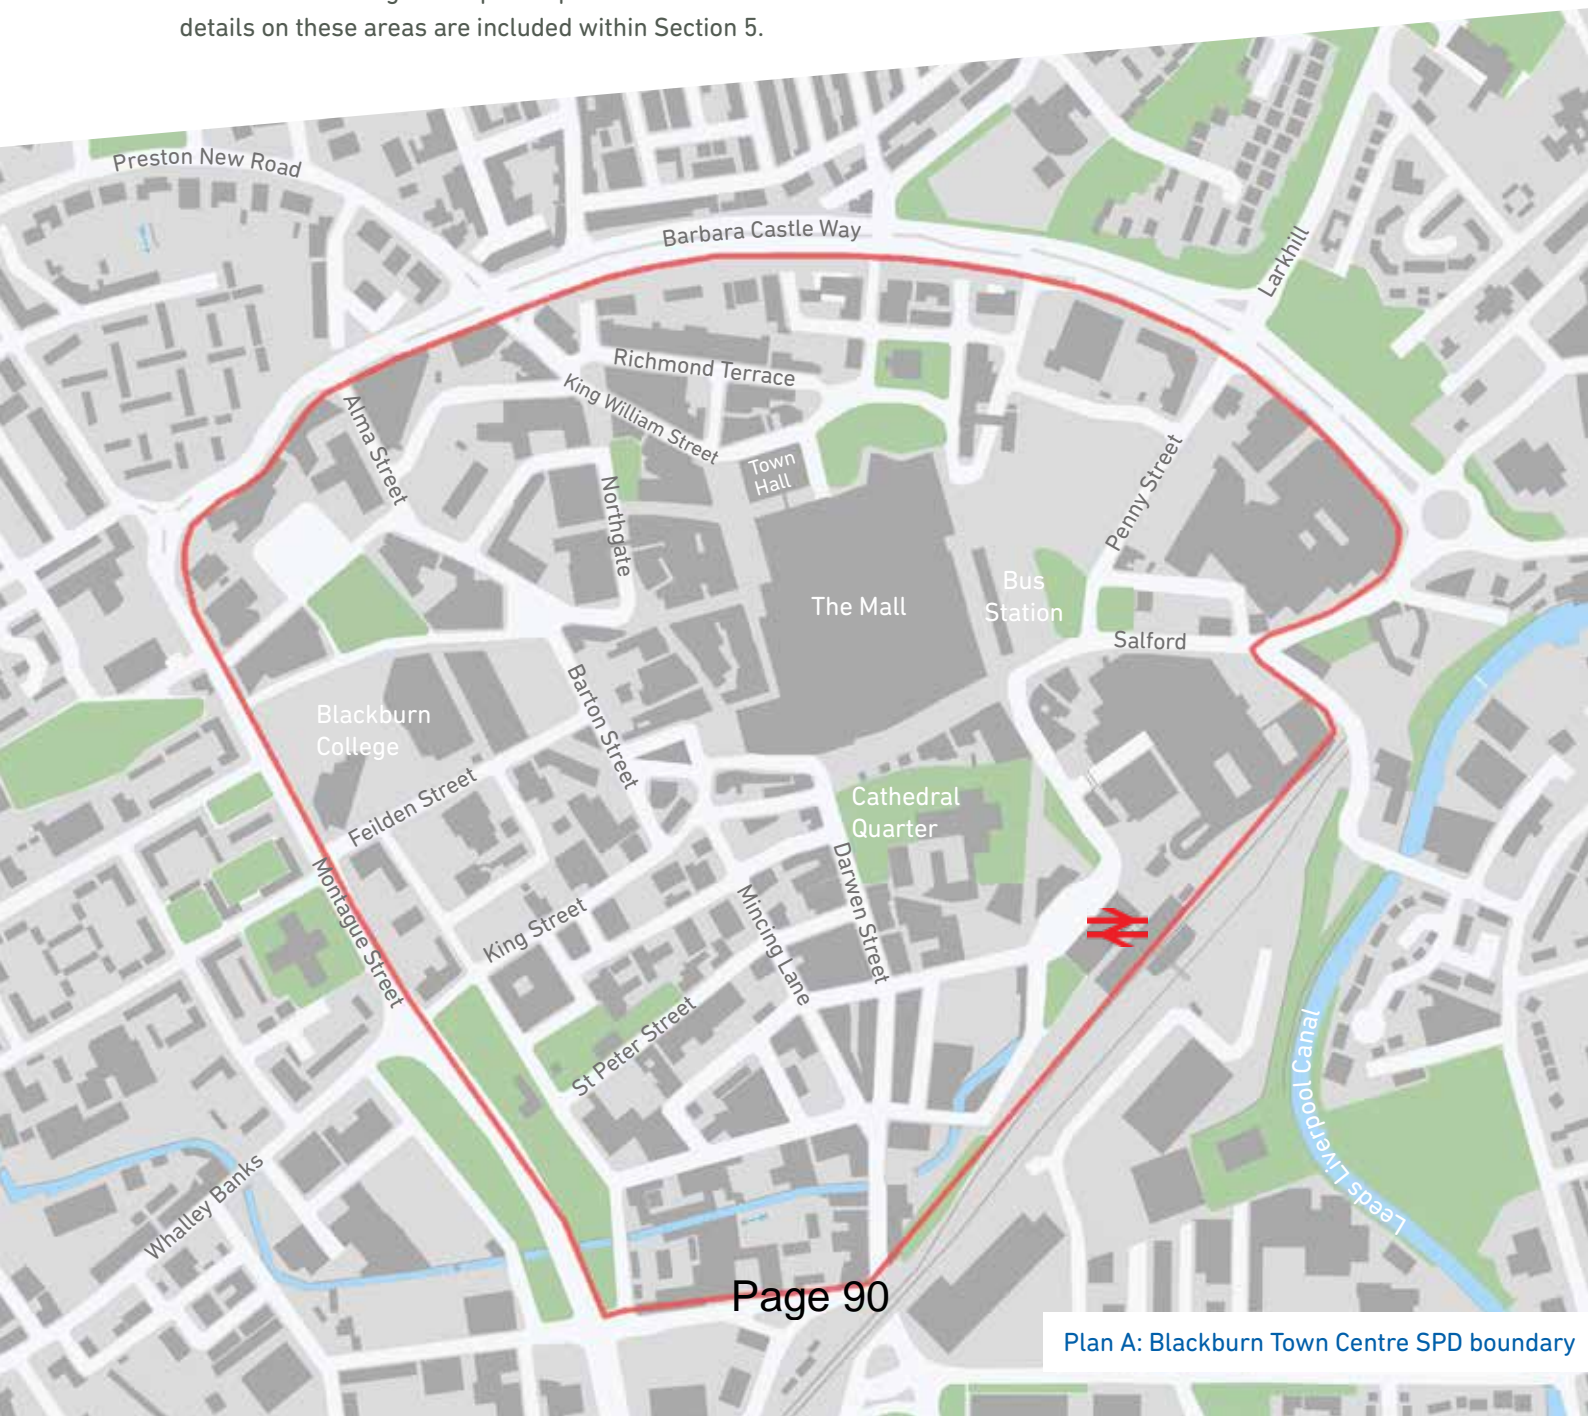 details on these areas are included within Section 5.
Preston New Road
Barbara Castle Way
Larkhill
Richmond Terrace
King William Street
Alma Street
Town
Hall
Northgate
Penny Street
The Mall
Bus
Station
Salford
Blackburn
College
Barton Street
Feilden Street
Cathedral
Quarter
Montague Street
King Street
Mincing Lane
Darwen Street
St Peter Street
Leeds Liverpool Canal
Whalley Banks
Page 90
Plan A: Blackburn Town Centre SPD boundary